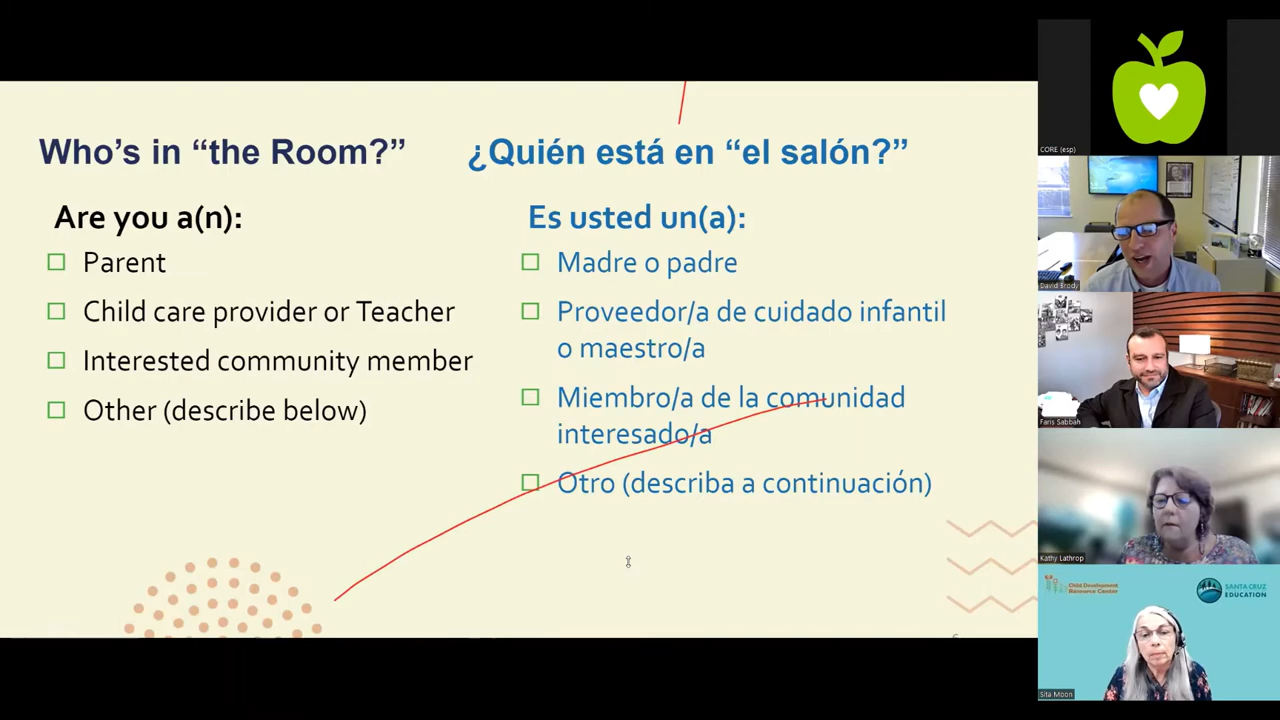 Who's in “the Room?”
Are you a(n):
Parent
Child care provider or Teacher
Interested community member
Other (describe below)
¿Quién está en “el salón?”
Es usted un(a):
Madre o padre
Proveedor/a de cuidado infantil
o maestro/a
Miembro/a de la comunidad
interesado/a
Otro (describa a continuación)
CORE (esp)
David Brody
Faris Sabbah
Kathy Lathrop
Child Development
Resource Center
SANTA CRUZ
EDUCATION
Sita Moon